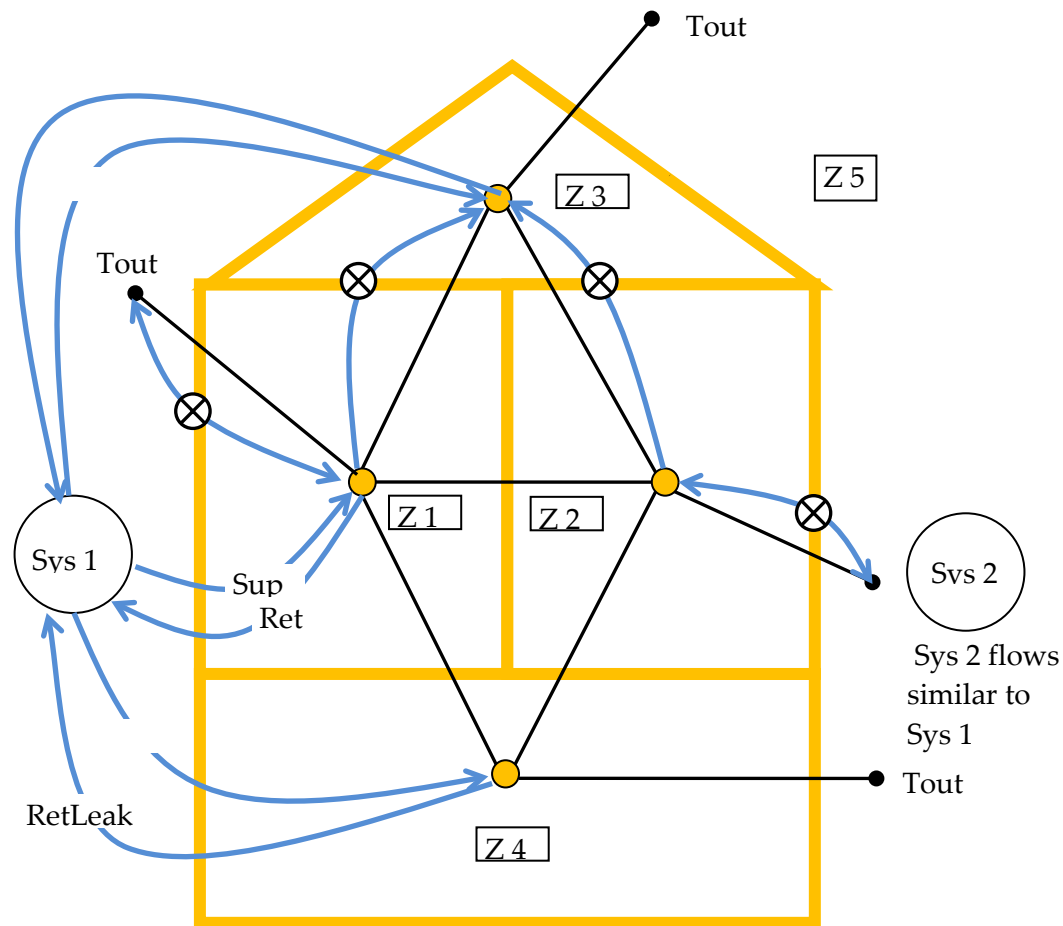 Tout
Z 5
Z 3
Tout
Z 1
Z 2
Sys 1
Svs 2
Sup
Ret
Sys 2 flows
similar to
Sys 1
Tout
RetLeak
Z 4